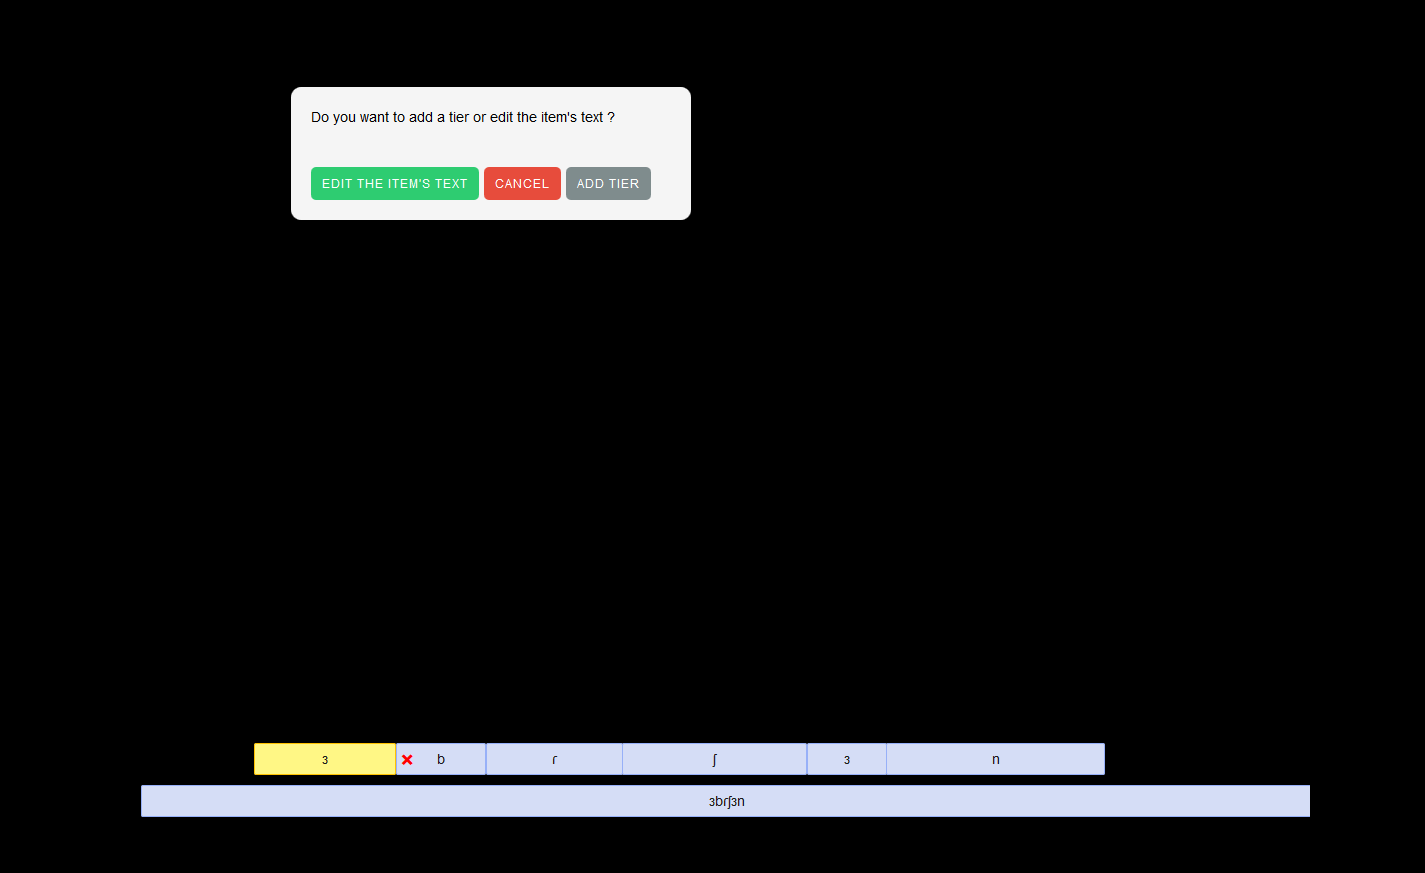 Do you want to add a tier or edit the item's text ?
EDIT THE ITEM'S TEXT CANCEL ADD TIER
ɜ b ɾ ʃ ɜ n
ɜbɾʃɜn